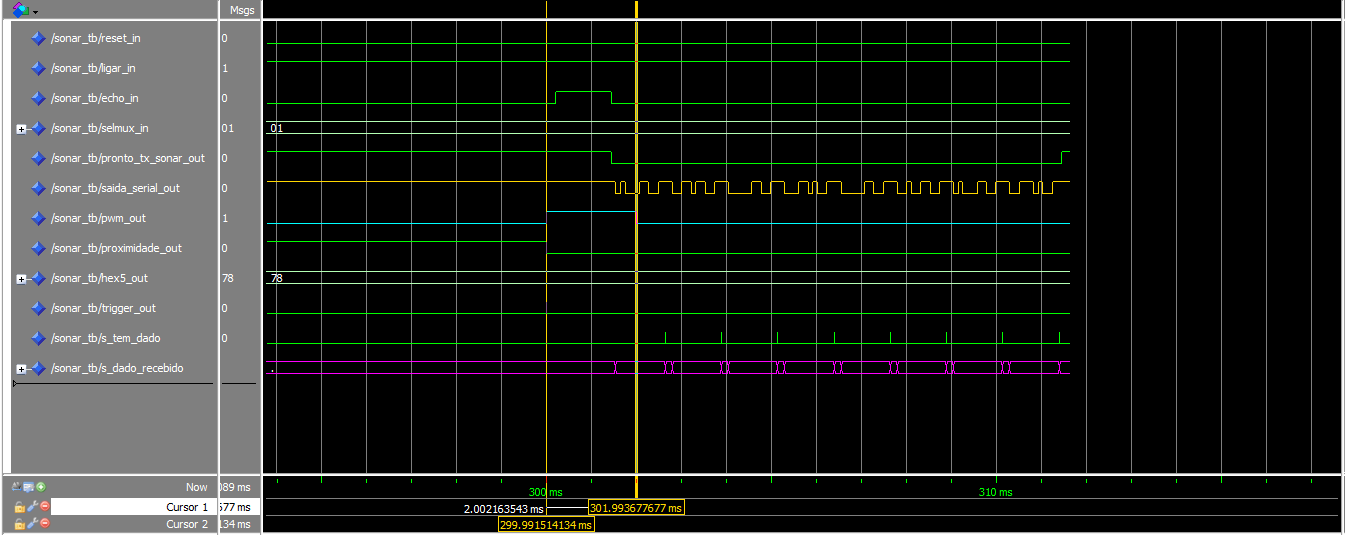 Msgs
/sonar_tb/reset_in 0
/sonar_tb/ligar_in 1
/sonar_tb/echo_in 0
/sonar_tb/selmux_in 01 01
/sonar_tb/pronto_tx_sonar_out 0
/sonar_tb/saida_serial_out 0
/sonar_tb/pwm_out 1
/sonar_tb/proximidade_out 0
/sonar_tb/hex5_out 78 78
/sonar_tb/trigger_out 0
/sonar_tb/s_tem_dado 0
/sonar_tb/s_dado_recebido .
Now 089 ms 300 ms 310 ms
Cursor 1 577 ms 2.002163543 ms 301.993677677 ms
Cursor 2 134 ms 299.991514134 ms